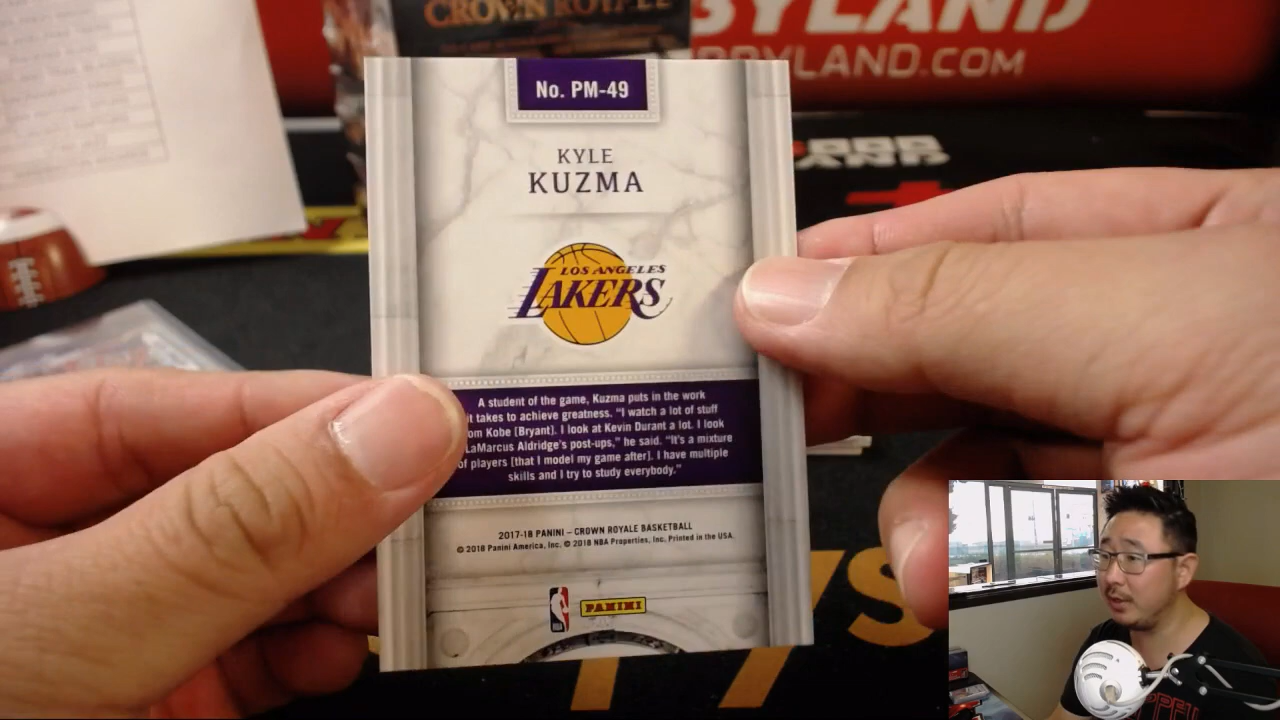 CROWN ROYALE
BYLAND
BYLAND.COM
No. PM-49
KYLE
KUZMA
LOS ANGELES
LAKERS
A student of the game, Kuzma puts in the work
it takes to achieve greatness. “I watch a lot of stuff
om Kobe [Bryant]. I look at Kevin Durant a lot. I look
LaMarcus Aldridge's post-ups,” he said. “It's a mixture
of players [that I model my game after]. I have multiple
skills and I try to study everybody.”
2017-18 PANINI – CROWN ROYALE BASKETBALL
© 2018 Panini America, Inc. © 2018 NBA Properties, Inc. Printed in the USA.
NBA
PANINI